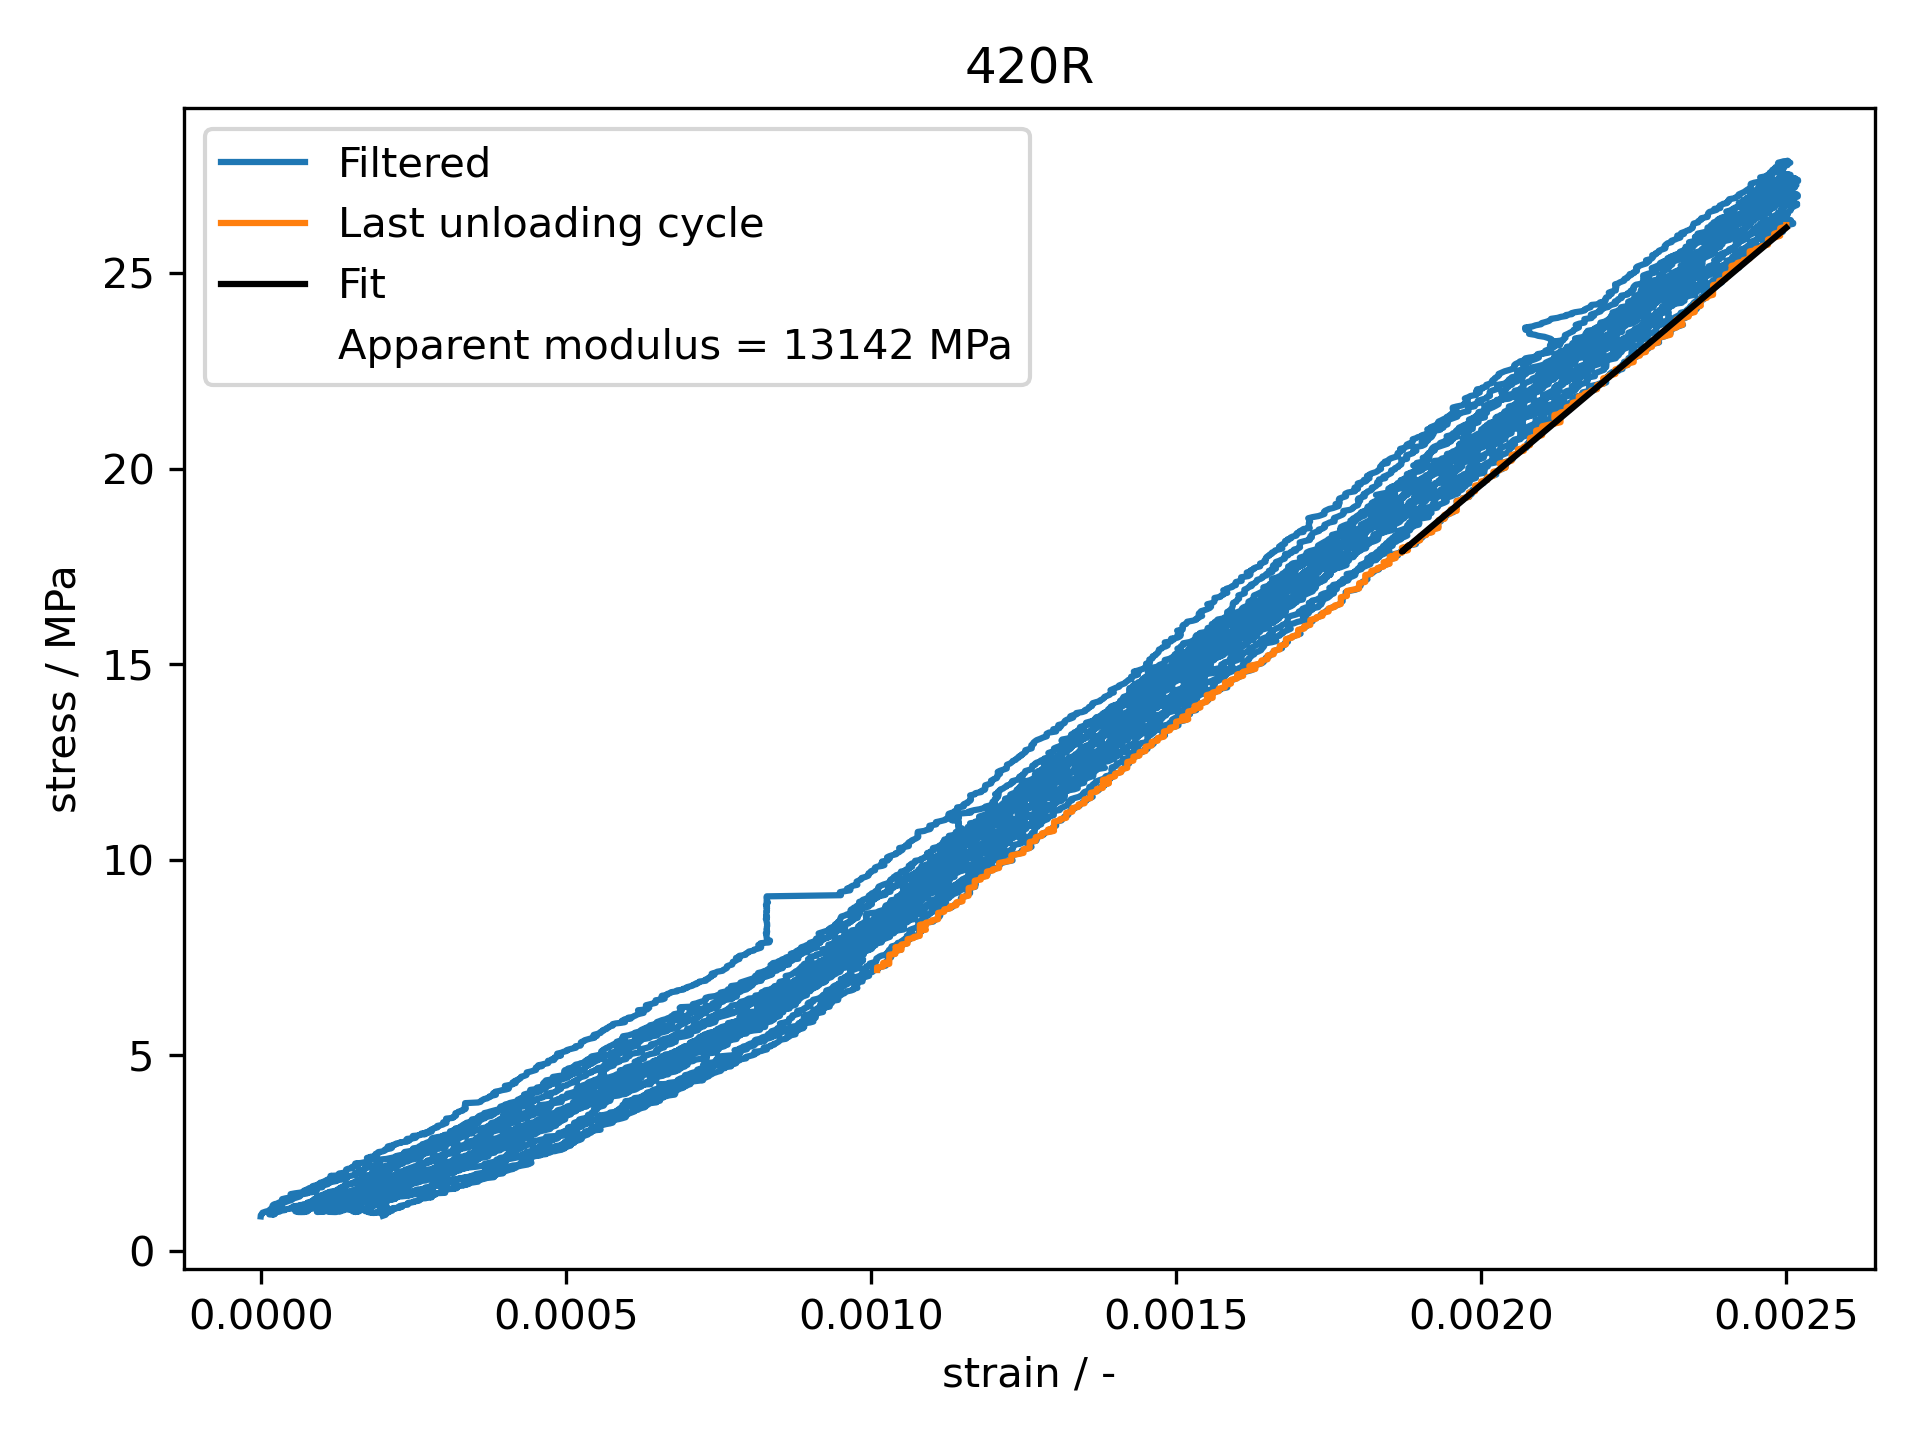 420R
Filtered
Last unloading cycle
Fit
Apparent modulus = 13142 MPa
stress / MPa
25
20
15
10
5
0
0.0000 0.0005 0.0010 0.0015 0.0020 0.0025
strain / -